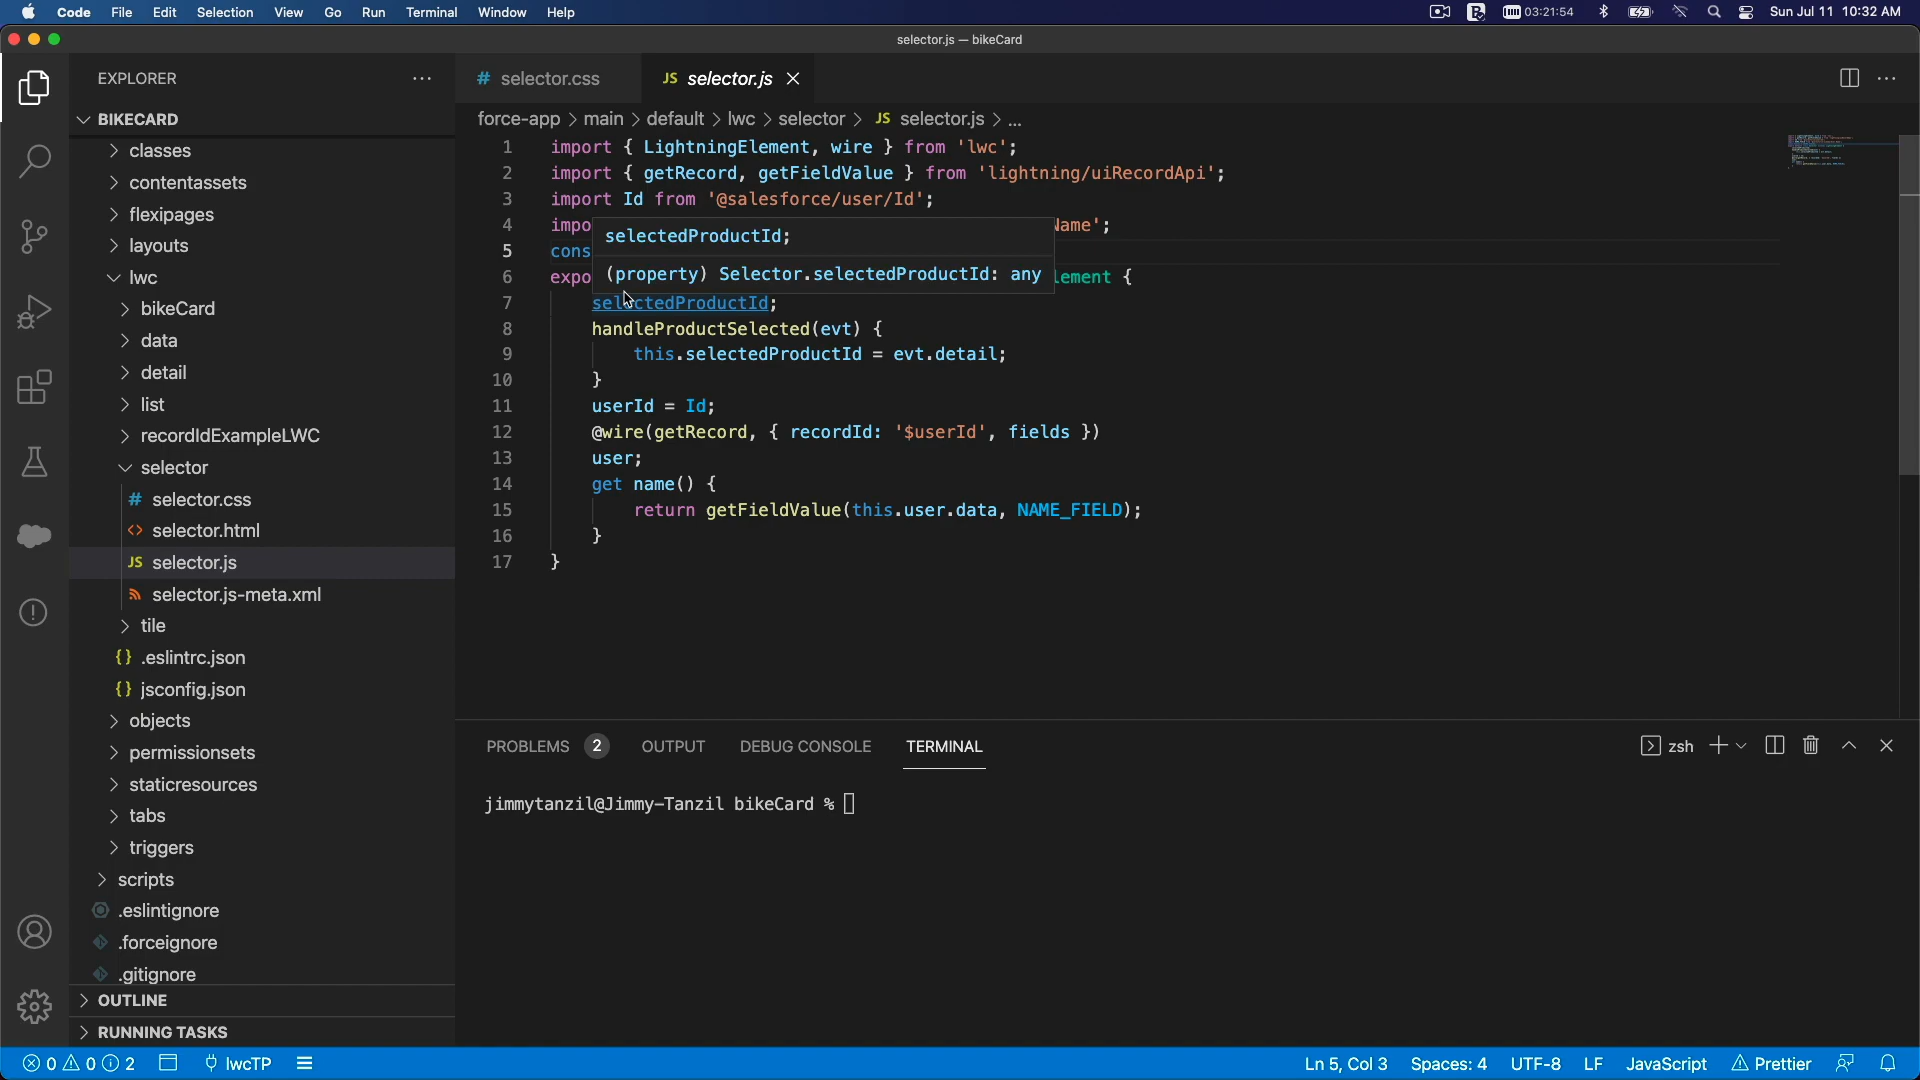 Code File Edit Selection View Go Run Terminal Window Help
03:21:54 Sun Jul 11 10:32 AM
selector.js — bikeCard
EXPLORER
BIKECARD
classes
contentassets
flexipages
layouts
lwc
bikeCard
data
detail
list
recordIdExampleLWC
selector
# selector.css
<> selector.html
JS selector.js
selector.js-meta.xml
tile
{} .eslintrc.json
{} jsconfig.json
objects
permissionsets
staticresources
tabs
triggers
scripts
.eslintignore
.forceignore
.gitignore
OUTLINE
RUNNING TASKS
# selector.css
JS selector.js
force-app > main > default > lwc > selector > JS selector.js > ...
1 import { LightningElement, wire } from 'lwc';
2 import { getRecord, getFieldValue } from 'lightning/uiRecordApi';
3 import Id from '@salesforce/user/Id';
4 impo Name';
selectedProductId;
5 cons
(property) Selector.selectedProductId: any
6 expo lement {
7 selectedProductId;
8 handleProductSelected(evt) {
9 this.selectedProductId = evt.detail;
10 }
11 userId = Id;
12 @wire(getRecord, { recordId: '$userId', fields })
13 user;
14 get name() {
15 return getFieldValue(this.user.data, NAME_FIELD);
16 }
17 }
PROBLEMS 2 OUTPUT DEBUG CONSOLE TERMINAL
zsh
jimmytanzil@Jimmy-Tanzil bikeCard %
0 0 2 lwcTP
Ln 5, Col 3 Spaces: 4 UTF-8 LF JavaScript Prettier